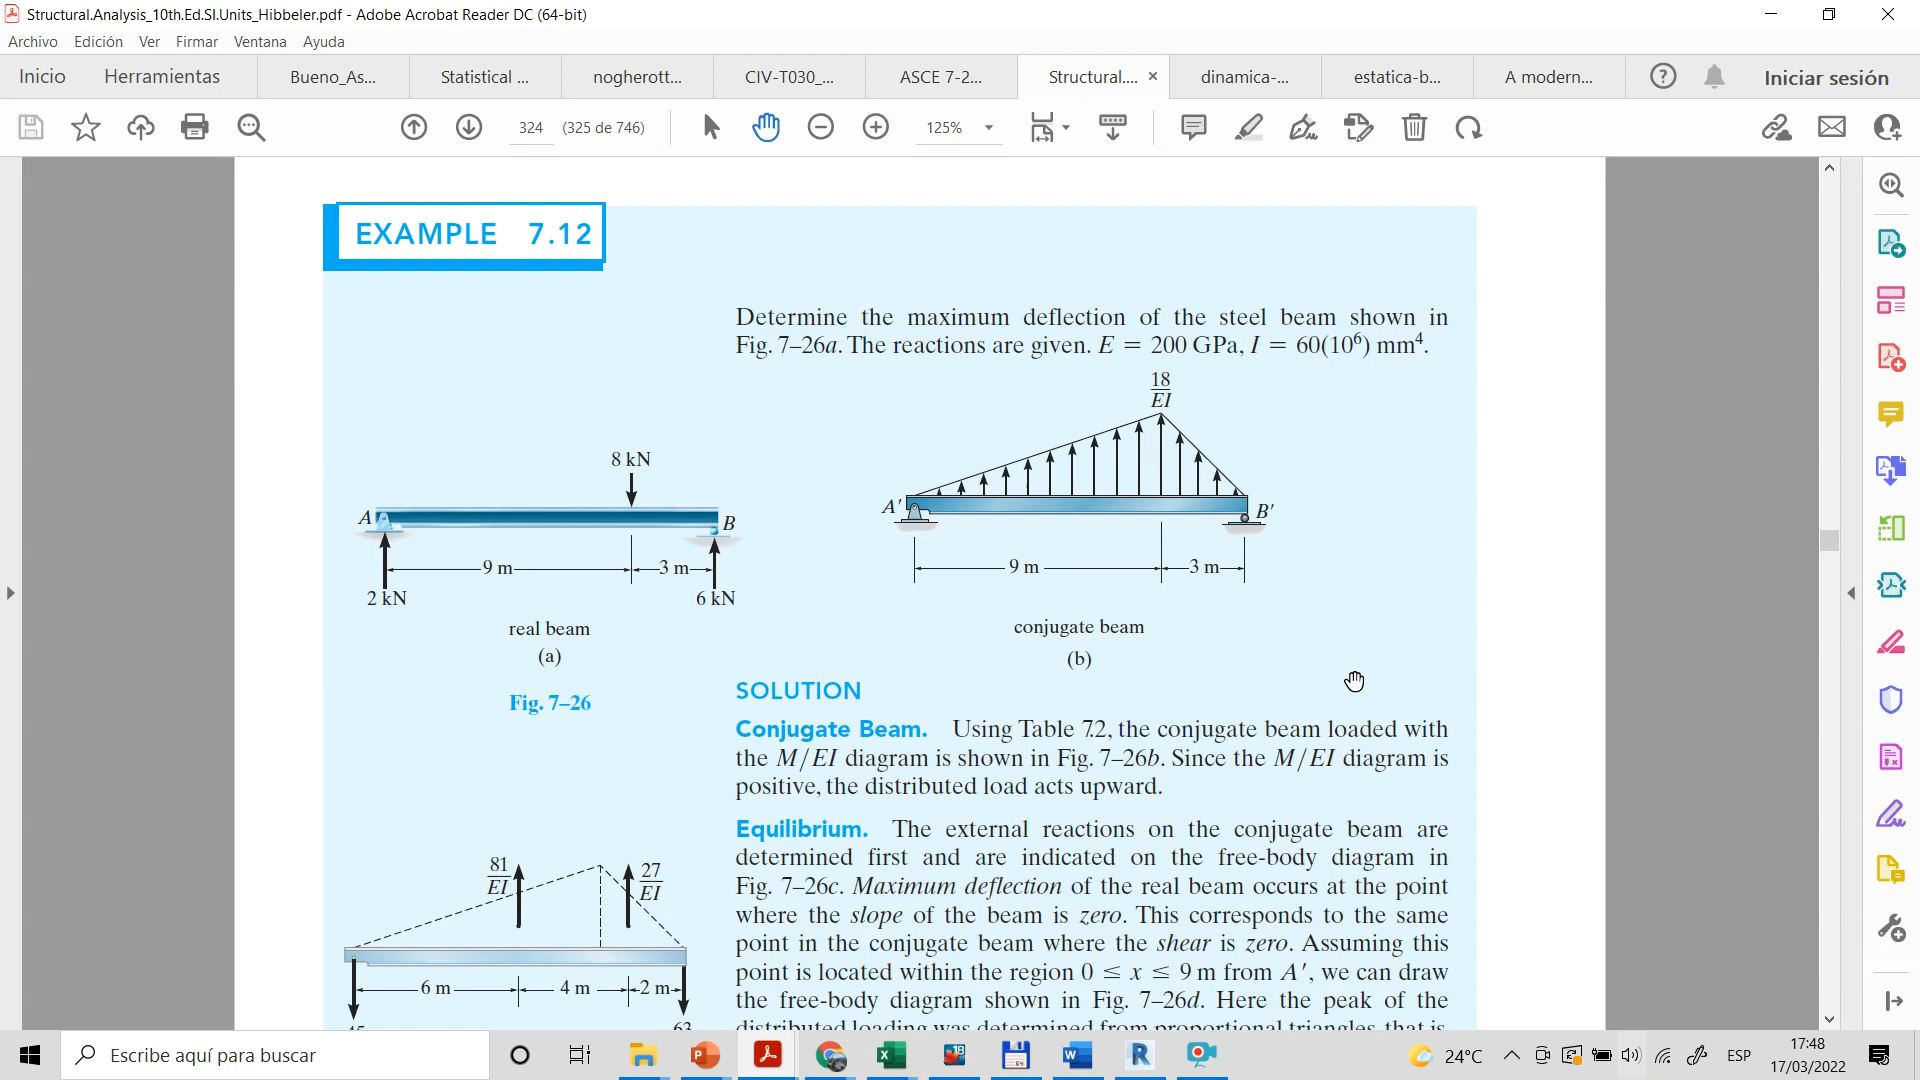 Structural.Analysis_10th.Ed.SI.Units_Hibbeler.pdf - Adobe Acrobat Reader DC (64-bit)
Archivo Edición Ver Firmar Ventana Ayuda
Inicio Herramientas Bueno_As... Statistical ... nogherott... CIV-T030_... ASCE 7-2... Structural.... × dinamica-... estatica-b... A modern... Iniciar sesión
324 (325 de 746) 125%
EXAMPLE 7.12
Determine the maximum deflection of the steel beam shown in
Fig. 7–26a. The reactions are given. E = 200 GPa, I = 60(10⁶) mm⁴.
18
EI
8 kN
A
B
9 m
3 m
2 kN
6 kN
real beam
(a)
Fig. 7–26
A'
B'
9 m
3 m
conjugate beam
(b)
SOLUTION
Conjugate Beam. Using Table 7.2, the conjugate beam loaded with
the M/EI diagram is shown in Fig. 7–26b. Since the M/EI diagram is
positive, the distributed load acts upward.
Equilibrium. The external reactions on the conjugate beam are
determined first and are indicated on the free-body diagram in
Fig. 7–26c. Maximum deflection of the real beam occurs at the point
where the slope of the beam is zero. This corresponds to the same
point in the conjugate beam where the shear is zero. Assuming this
point is located within the region 0 ≤ x ≤ 9 m from A', we can draw
the free-body diagram shown in Fig. 7–26d. Here the peak of the
distributed loading was determined from proportional triangles, that is,
81
EI
27
EI
6 m
4 m
2 m
45
63
Escribe aquí para buscar
24°C
ESP
17:48
17/03/2022